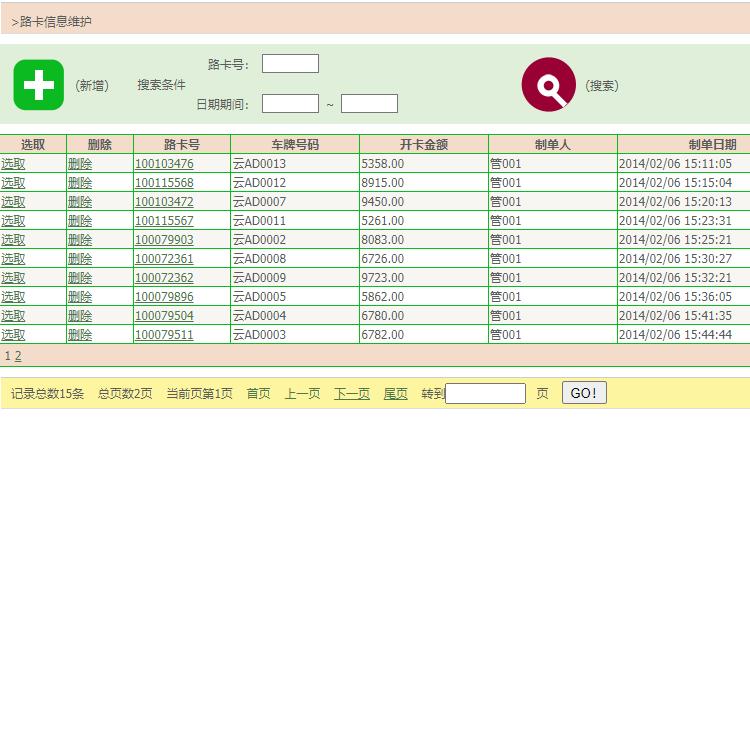 >路卡信息维护
路卡号:
(新增) 搜索条件 (搜索)
日期期间: ~
选取 删除 路卡号 车牌号码 开卡金额 制单人 制单日期
选取 删除 100103476 云AD0013 5358.00 管001 2014/02/06 15:11:05
选取 删除 100115568 云AD0012 8915.00 管001 2014/02/06 15:15:04
选取 删除 100103472 云AD0007 9450.00 管001 2014/02/06 15:20:13
选取 删除 100115567 云AD0011 5261.00 管001 2014/02/06 15:23:31
选取 删除 100079903 云AD0002 8083.00 管001 2014/02/06 15:25:21
选取 删除 100072361 云AD0008 6726.00 管001 2014/02/06 15:30:27
选取 删除 100072362 云AD0009 9723.00 管001 2014/02/06 15:32:21
选取 删除 100079896 云AD0005 5862.00 管001 2014/02/06 15:36:05
选取 删除 100079504 云AD0004 6780.00 管001 2014/02/06 15:41:35
选取 删除 100079511 云AD0003 6782.00 管001 2014/02/06 15:44:44
1 2
记录总数15条 总页数2页 当前页第1页 首页 上一页 下一页 尾页 转到 页 GO!